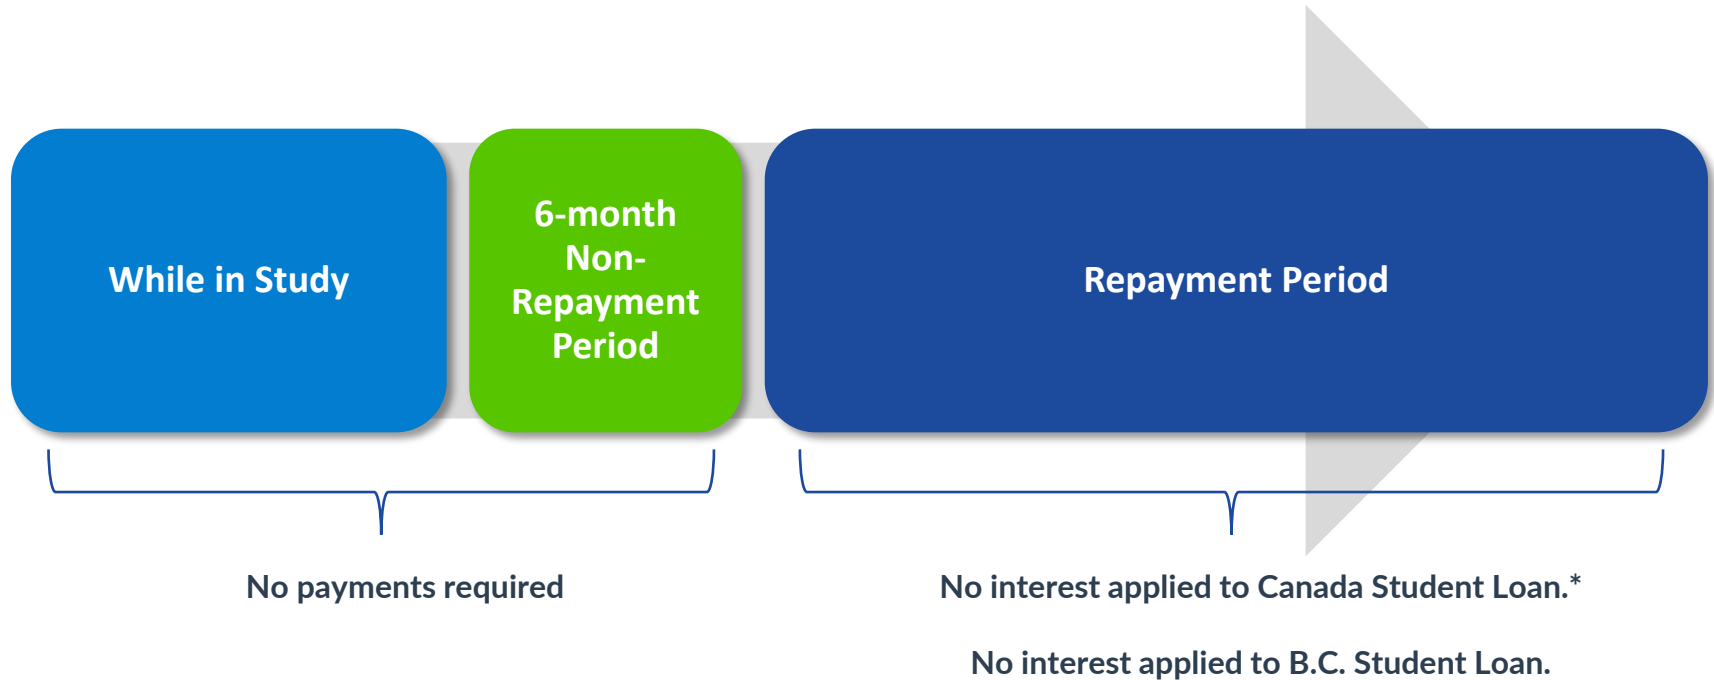 While in Study
6-month
Non-
Repayment
Period
Repayment Period
No payments required
No interest applied to Canada Student Loan.*
No interest applied to B.C. Student Loan.